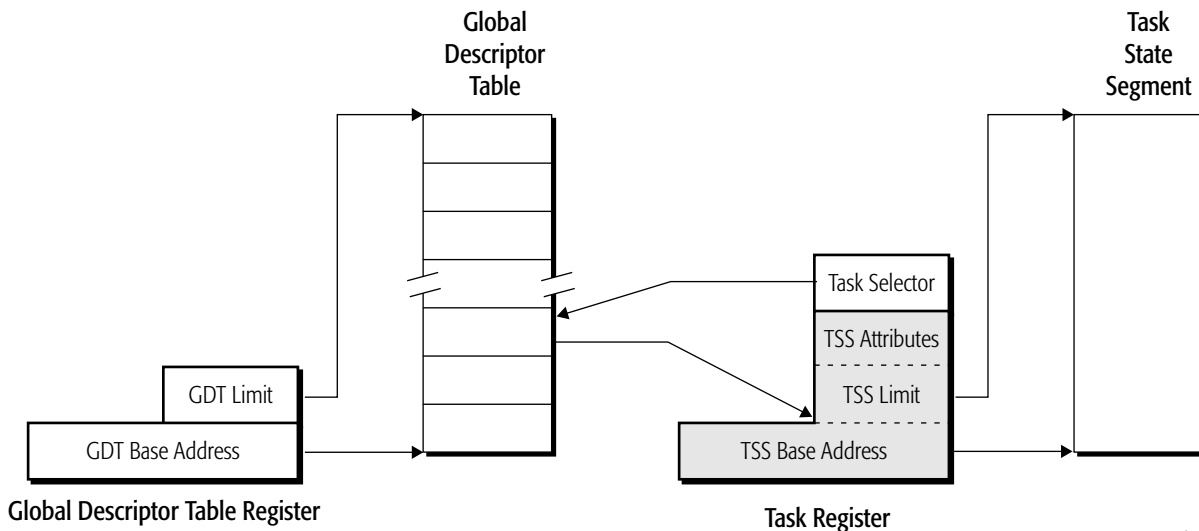 Global
Descriptor
Table
Task
State
Segment
Task Selector
TSS Attributes
GDT Limit
TSS Limit
GDT Base Address
TSS Base Address
Global Descriptor Table Register
Task Register